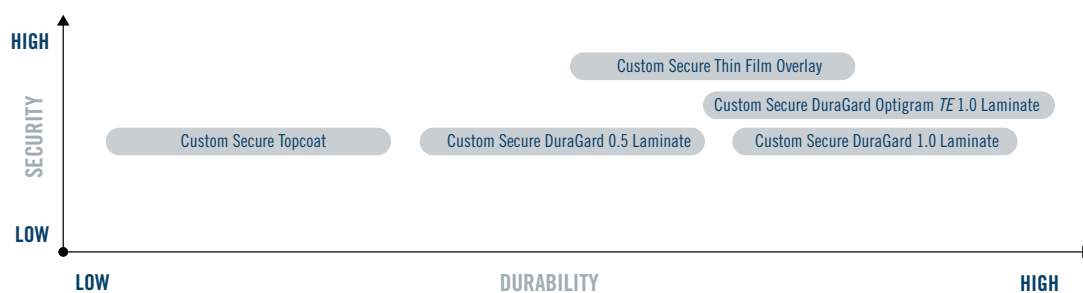 HIGH
Custom Secure Thin Film Overlay
Custom Secure DuraGard Optigram TE 1.0 Laminate
Custom Secure Topcoat
Custom Secure DuraGard 0.5 Laminate
Custom Secure DuraGard 1.0 Laminate
SECURITY
LOW
LOW
DURABILITY
HIGH